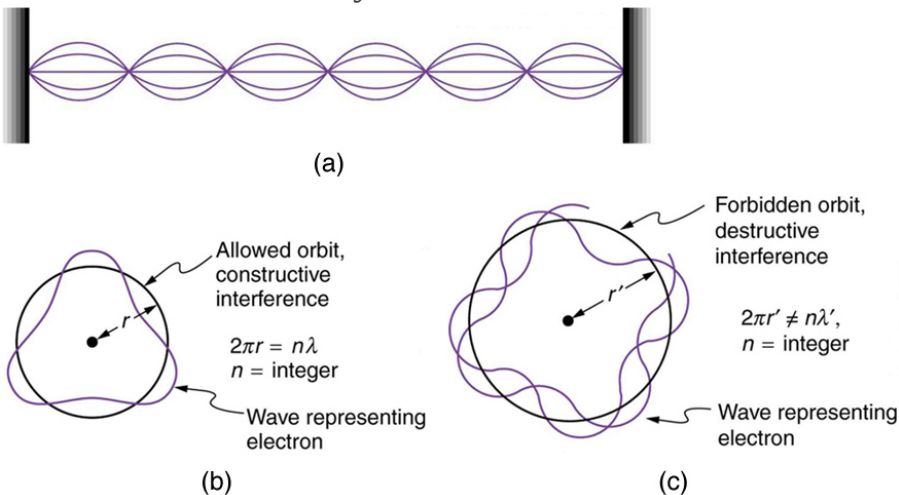 (a)
Allowed orbit,
constructive
interference
r
2πr = nλ
n = integer
Wave representing
electron
(b)
Forbidden orbit,
destructive
interference
r′
2πr′ ≠ nλ′,
n = integer
Wave representing
electron
(c)